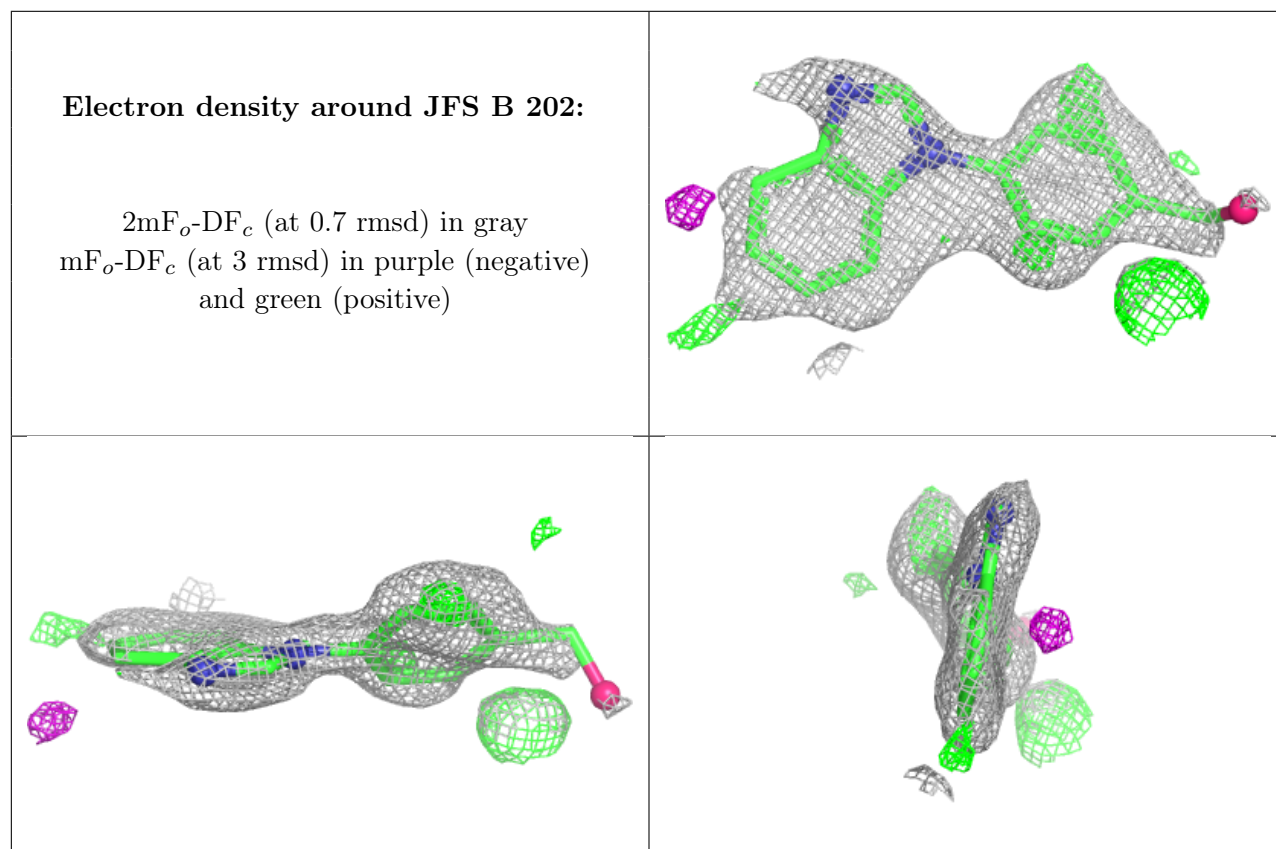 Electron density around JFS B 202:
2mFo-DFc (at 0.7 rmsd) in gray
mFo-DFc (at 3 rmsd) in purple (negative)
and green (positive)